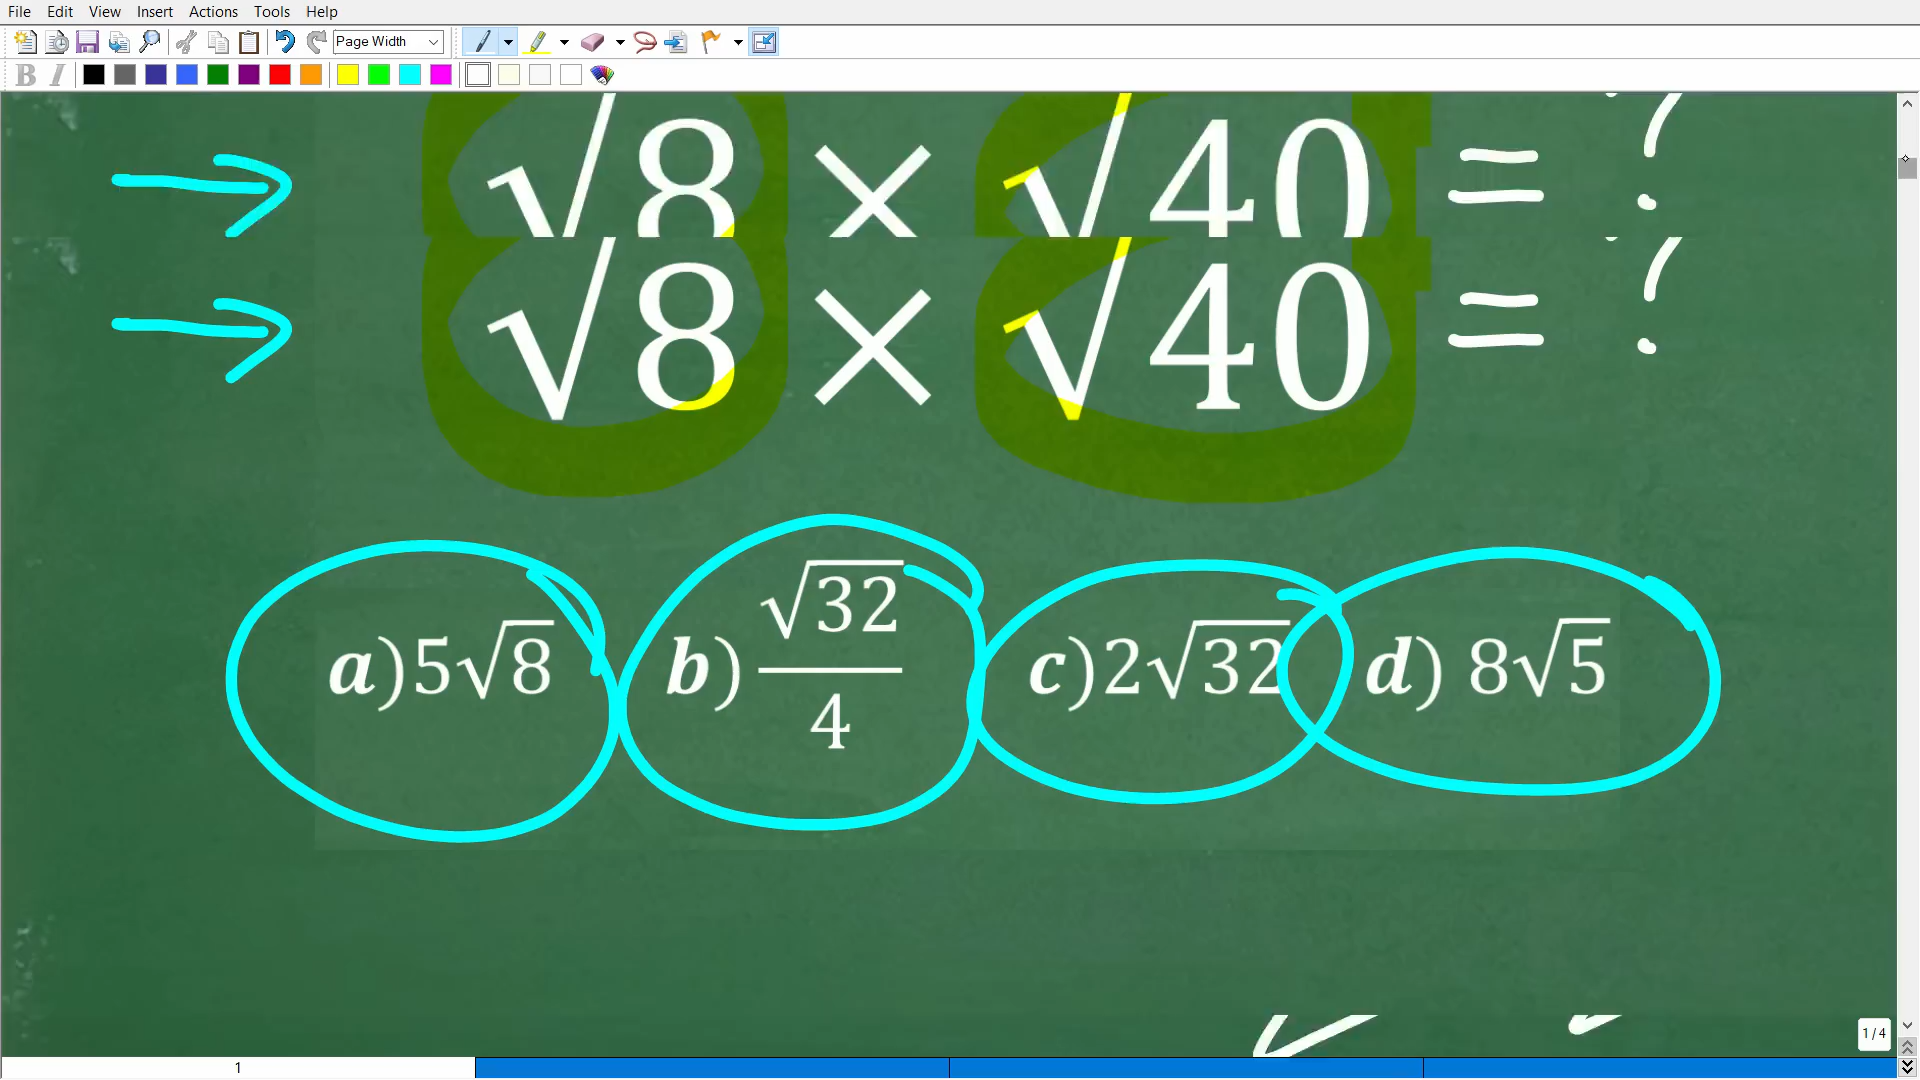 File Edit View Insert Actions Tools Help
Page Width
B I
√8 × √40 = ?
√8 × √40 = ?
a)5√8 b) √32/4 c)2√32 d) 8√5
1 / 4
1